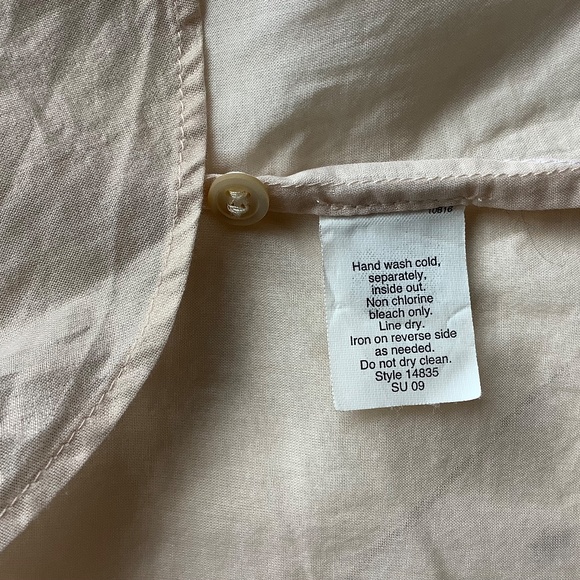 10816
Hand wash cold,
separately,
inside out.
Non chlorine
bleach only.
Line dry.
Iron on reverse side
as needed.
Do not dry clean.
Style 14835
SU 09